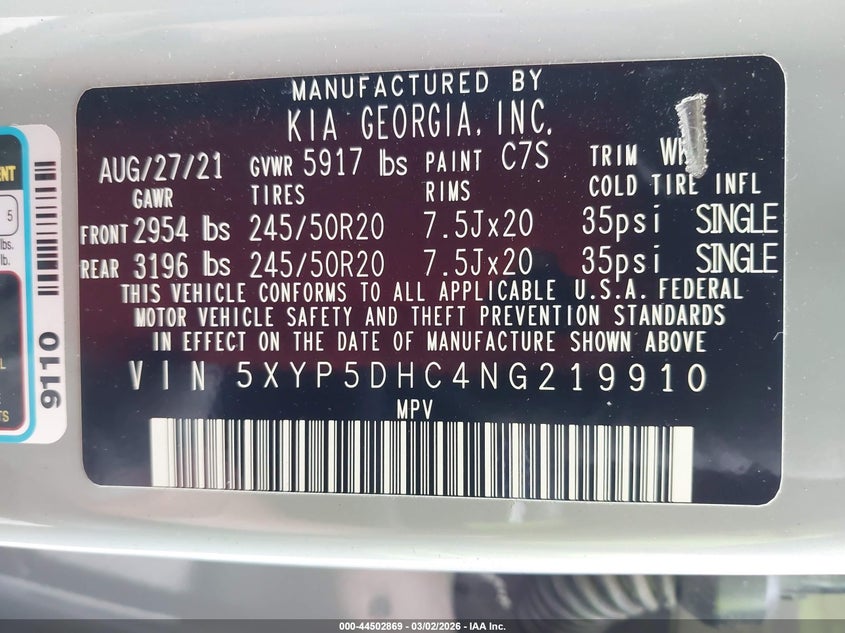 MANUFACTURED BY
KIA GEORGIA, INC.
AUG/27/21 GVWR 5917 lbs PAINT C7S TRIM
GAWR TIRES RIMS COLD TIRE INFL
FRONT 2954 lbs 245/50R20 7.5Jx20 35psi SINGLE
REAR 3196 lbs 245/50R20 7.5Jx20 35psi SINGLE
THIS VEHICLE CONFORMS TO ALL APPLICABLE U.S.A. FEDERAL
MOTOR VEHICLE SAFETY AND THEFT PREVENTION STANDARDS
IN EFFECT ON THE DATE OF MANUFACTURE SHOWN ABOVE
VIN 5XYP5DHC4NG219910
MPV
5
lbs.
lb.
9110
000-44502869 - 03/02/2026 - IAA Inc.